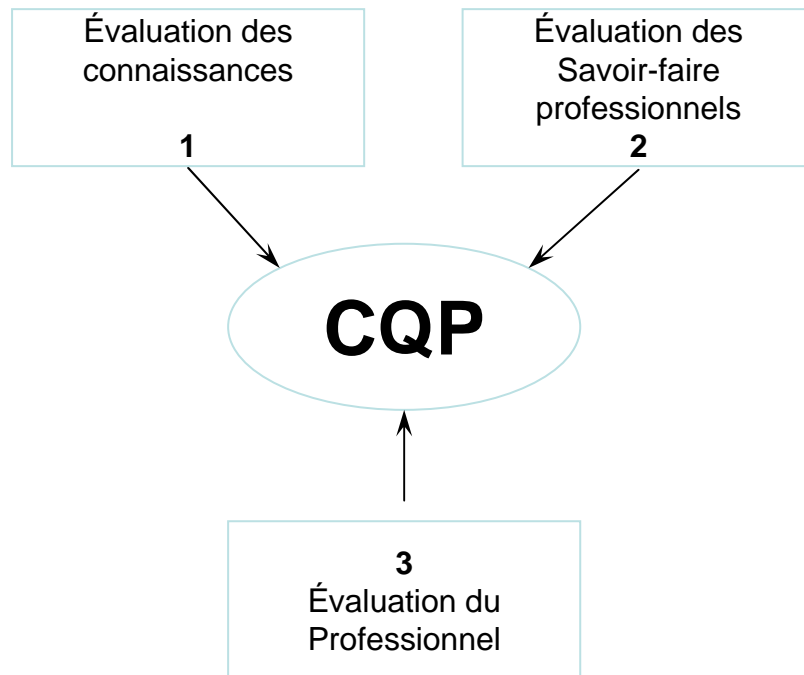 Évaluation des
connaissances
1
Évaluation des
Savoir-faire
professionnels
2
CQP
3
Évaluation du
Professionnel